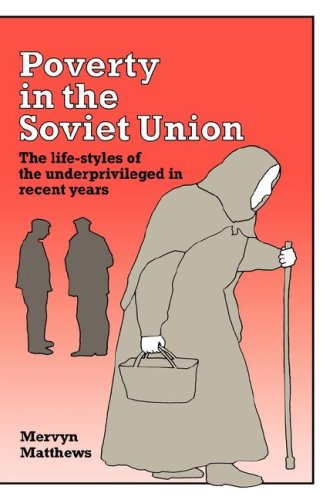 Poverty
in the
Soviet Union
The life-styles of
the underprivileged in
recent years
Mervyn
Matthews